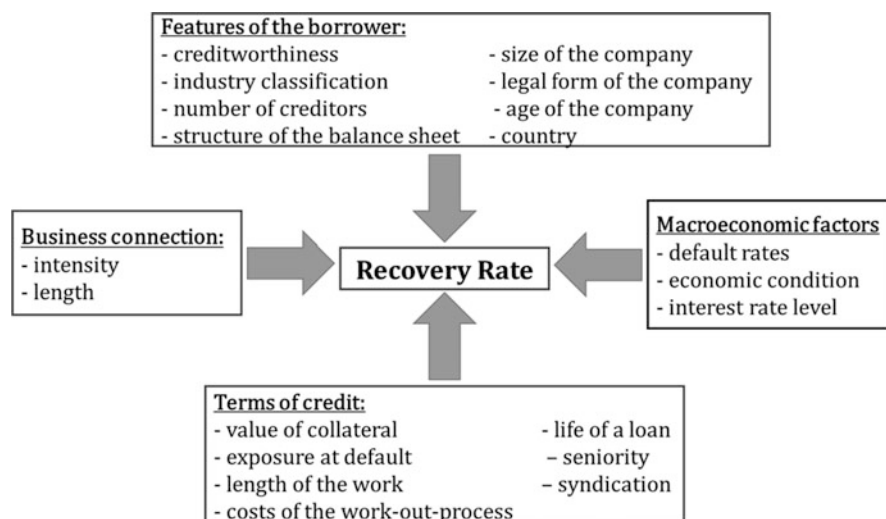 Features of the borrower:
- creditworthiness
- industry classification
- number of creditors
- structure of the balance sheet
- size of the company
- legal form of the company
- age of the company
- country
Business connection:
- intensity
- length
Recovery Rate
Macroeconomic factors
- default rates
- economic condition
- interest rate level
Terms of credit:
- value of collateral
- exposure at default
- length of the work
- costs of the work-out-process
- life of a loan
– seniority
– syndication